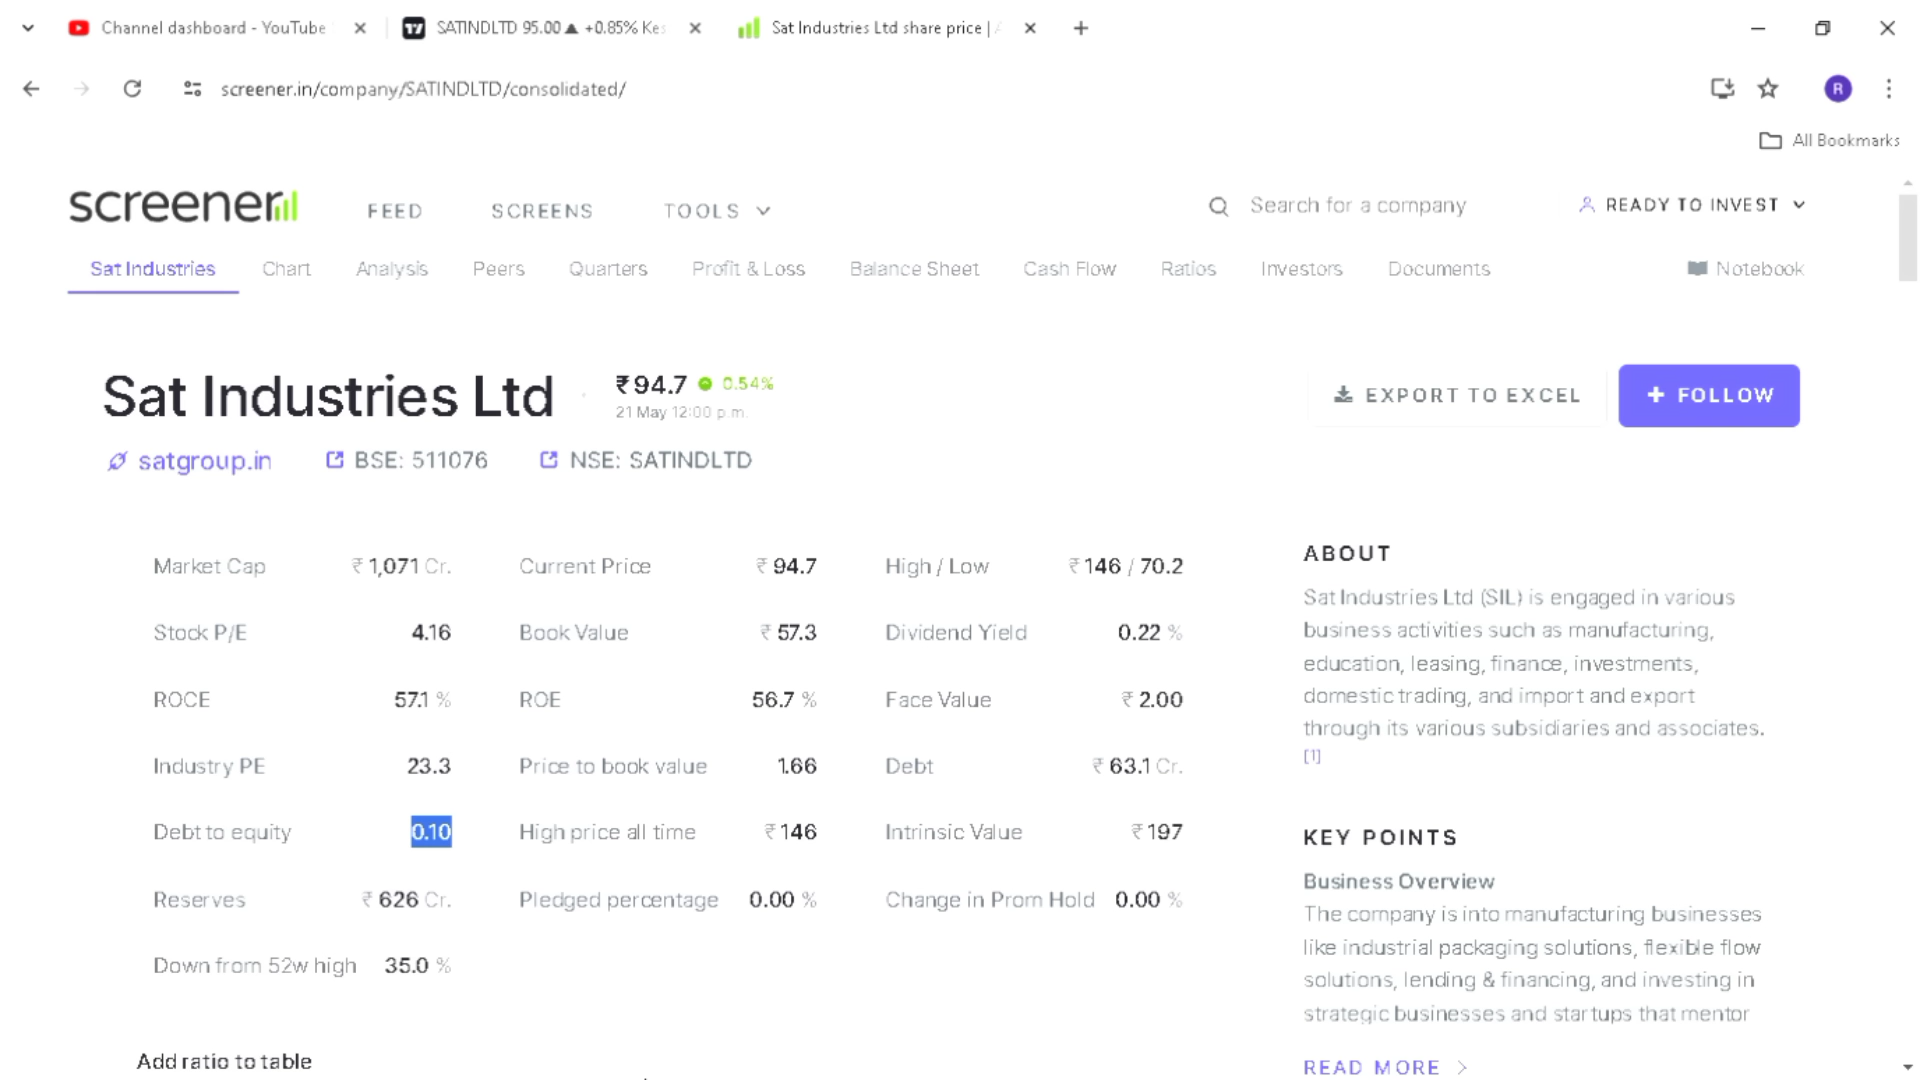 Channel dashboard - YouTube
SATINDLTD 95.00 ▲ +0.85%
Sat Industries Ltd share price |
screener.in/company/SATINDLTD/consolidated/
R
All Bookmarks
screener
FEED SCREENS TOOLS
Search for a company
READY TO INVEST
Sat Industries Chart Analysis Peers Quarters Profit & Loss Balance Sheet Cash Flow Ratios Investors Documents Notebook
Sat Industries Ltd
₹ 94.7 0.54%
21 May 12:00 p.m.
EXPORT TO EXCEL
+ FOLLOW
satgroup.in BSE: 511076 NSE: SATINDLTD
Market Cap ₹ 1,071 Cr. Current Price ₹ 94.7 High / Low ₹ 146 / 70.2
Stock P/E 4.16 Book Value ₹ 57.3 Dividend Yield 0.22 %
ROCE 57.1 % ROE 56.7 % Face Value ₹ 2.00
Industry PE 23.3 Price to book value 1.66 Debt ₹ 63.1 Cr.
Debt to equity 0.10 High price all time ₹ 146 Intrinsic Value ₹ 197
Reserves ₹ 626 Cr. Pledged percentage 0.00 % Change in Prom Hold 0.00 %
Down from 52w high 35.0 %
Add ratio to table
ABOUT
Sat Industries Ltd (SIL) is engaged in various
business activities such as manufacturing,
education, leasing, finance, investments,
domestic trading, and import and export
through its various subsidiaries and associates.
[1]
KEY POINTS
Business Overview
The company is into manufacturing businesses
like industrial packaging solutions, flexible flow
solutions, lending & financing, and investing in
strategic businesses and startups that mentor
READ MORE >